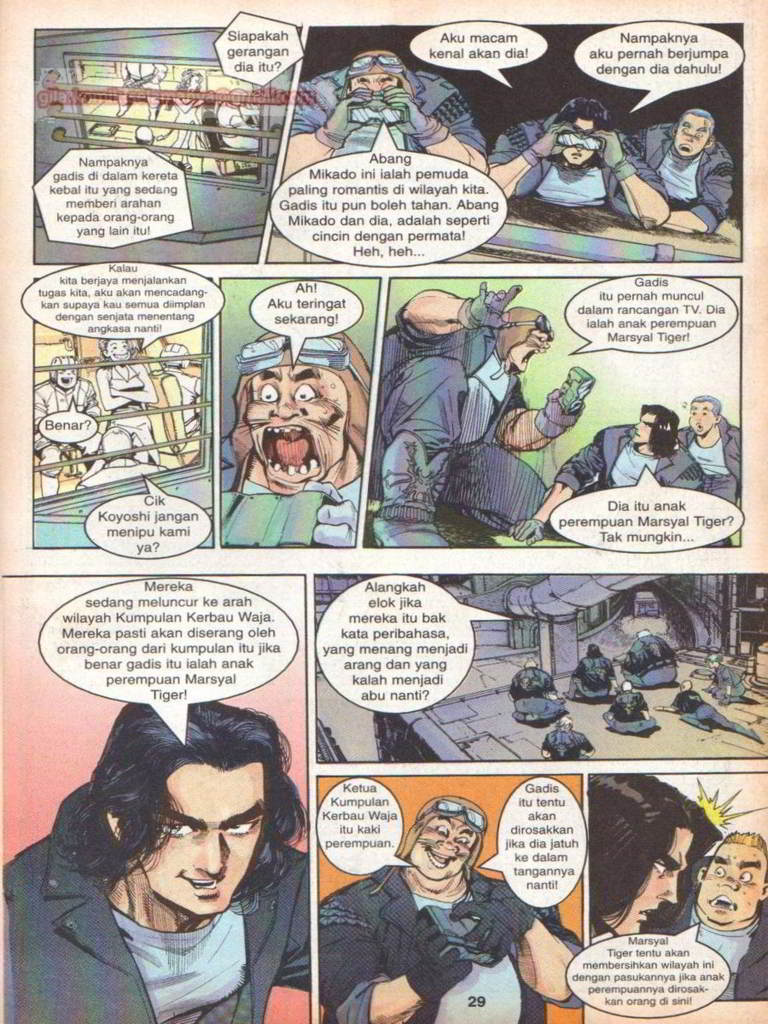 Siapakah
gerangan
dia itu?
Nampaknya
gadis di dalam kereta
kebal itu yang sedang
memberi arahan
kepada orang-orang
yang lain itu!
Aku macam
kenal akan dia!
Nampaknya
aku pernah berjumpa
dengan dia dahulu!
Abang
Mikado ini ialah pemuda
paling romantis di wilayah kita.
Gadis itu pun boleh tahan. Abang
Mikado dan dia, adalah seperti
cincin dengan permata!
Heh, heh...
Kalau
kita berjaya menjalankan
tugas kita, aku akan mencadang-
kan supaya kau semua diimplan
dengan senjata menentang
angkasa nanti!
Benar?
Cik
Koyoshi jangan
menipu kami
ya?
Ah!
Aku teringat
sekarang!
Gadis
itu pernah muncul
dalam rancangan TV. Dia
ialah anak perempuan
Marsyal Tiger!
Dia itu anak
perempuan Marsyal Tiger?
Tak mungkin...
Mereka
sedang meluncur ke arah
wilayah Kumpulan Kerbau Waja.
Mereka pasti akan diserang oleh
orang-orang dari kumpulan itu jika
benar gadis itu ialah anak
perempuan Marsyal
Tiger!
Alangkah
elok jika
mereka itu bak
kata peribahasa,
yang menang menjadi
arang dan yang
kalah menjadi
abu nanti?
Ketua
Kumpulan
Kerbau Waja
itu kaki
perempuan.
Gadis
itu tentu
akan
dirosakkan
jika dia jatuh
ke dalam
tangannya
nanti!
Marsyal
Tiger tentu akan
membersihkan wilayah ini
dengan pasukannya jika anak
perempuannya dirosak-
kan orang di sini!
29